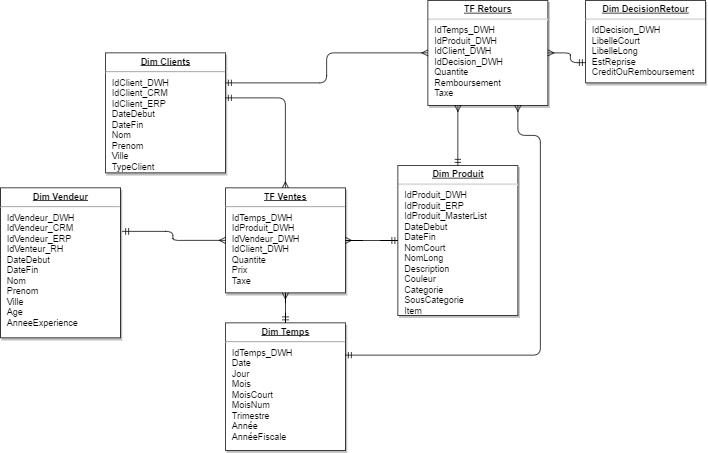 TF Retours
IdTemps_DWH
IdProduit_DWH
IdClient_DWH
IdDecision_DWH
Quantite
Remboursement
Taxe
Dim DecisionRetour
IdDecision_DWH
LibelleCourt
LibelleLong
EstReprise
CreditOuRemboursement
Dim Clients
IdClient_DWH
IdClient_CRM
IdClient_ERP
DateDebut
DateFin
Nom
Prenom
Ville
TypeClient
Dim Vendeur
IdVendeur_DWH
IdVendeur_CRM
IdVendeur_ERP
IdVenteur_RH
DateDebut
DateFin
Nom
Prenom
Ville
Age
AnneeExperience
TF Ventes
IdTemps_DWH
IdProduit_DWH
IdVendeur_DWH
IdClient_DWH
Quantite
Prix
Taxe
Dim Produit
IdProduit_DWH
IdProduit_ERP
IdProduit_MasterList
DateDebut
DateFin
NomCourt
NomLong
Description
Couleur
Categorie
SousCategorie
Item
Dim Temps
IdTemps_DWH
Date
Jour
Mois
MoisCourt
MoisNum
Trimestre
Année
AnnéeFiscale